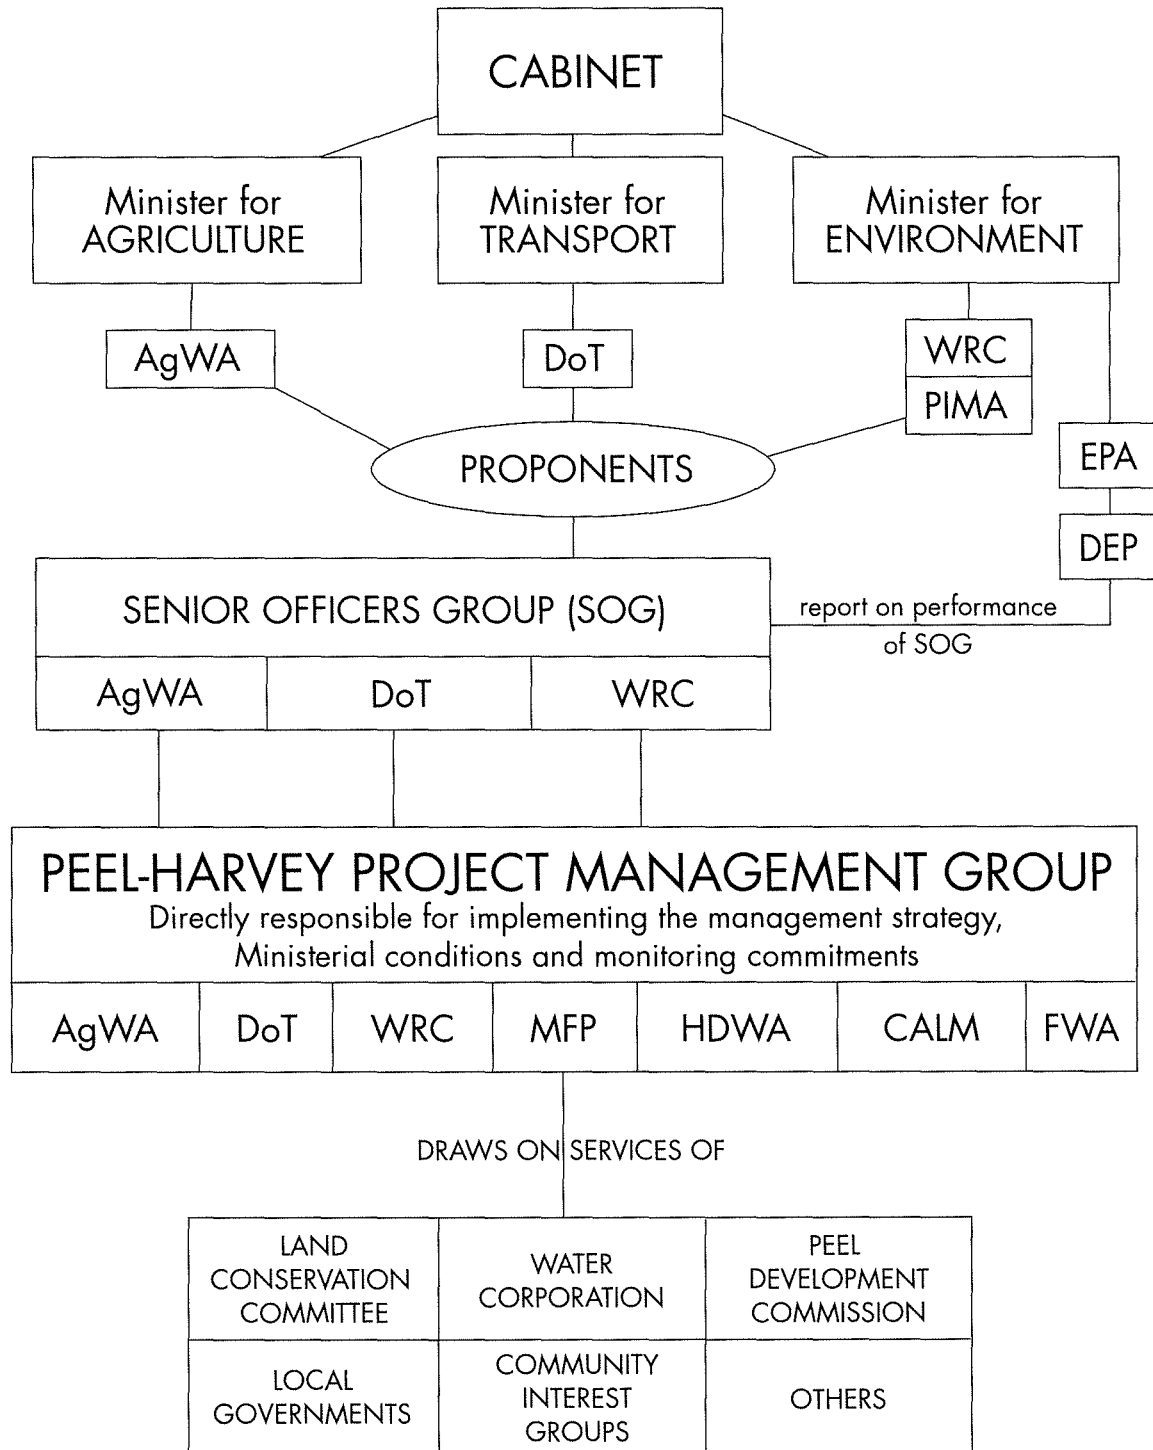 CABINET
Minister for
AGRICULTURE
Minister for
TRANSPORT
Minister for
ENVIRONMENT
AgWA
DoT
WRC
PIMA
PROPONENTS
EPA
DEP
SENIOR OFFICERS GROUP (SOG)
report on performance
of SOG
AgWA
DoT
WRC
PEEL-HARVEY PROJECT MANAGEMENT GROUP
Directly responsible for implementing the management strategy,
Ministerial conditions and monitoring commitments
AgWA
DoT
WRC
MFP
HDWA
CALM
FWA
DRAWS ON SERVICES OF
LAND
CONSERVATION
COMMITTEE
WATER
CORPORATION
PEEL
DEVELOPMENT
COMMISSION
LOCAL
GOVERNMENTS
COMMUNITY
INTEREST
GROUPS
OTHERS